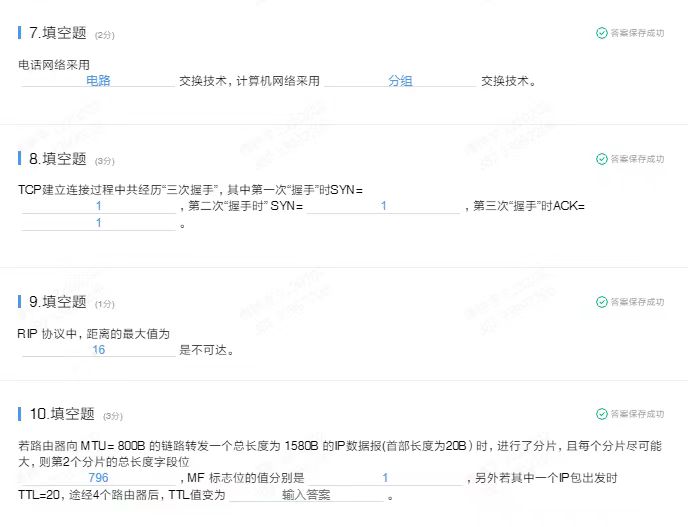 7.填空题 (2分) 答案保存成功
电话网络采用
电路 交换技术, 计算机网络采用 分组 交换技术。
8.填空题 (3分) 答案保存成功
TCP建立连接过程中共经历“三次握手”, 其中第一次“握手”时SYN=
1 , 第二次“握手时” SYN= 1 , 第三次“握手”时ACK=
1 。
9.填空题 (1分) 答案保存成功
RIP 协议中, 距离的最大值为
16 是不可达。
10.填空题 (3分) 答案保存成功
若路由器向 MTU= 800B 的链路转发一个总长度为 1580B 的IP数据报(首部长度为20B ) 时, 进行了分片, 且每个分片尽可能
大, 则第2个分片的总长度字段位
796 , MF 标志位的值分别是 1 , 另外若其中一个IP包出发时
TTL=20, 途经4个路由器后, TTL值变为 输入答案 。